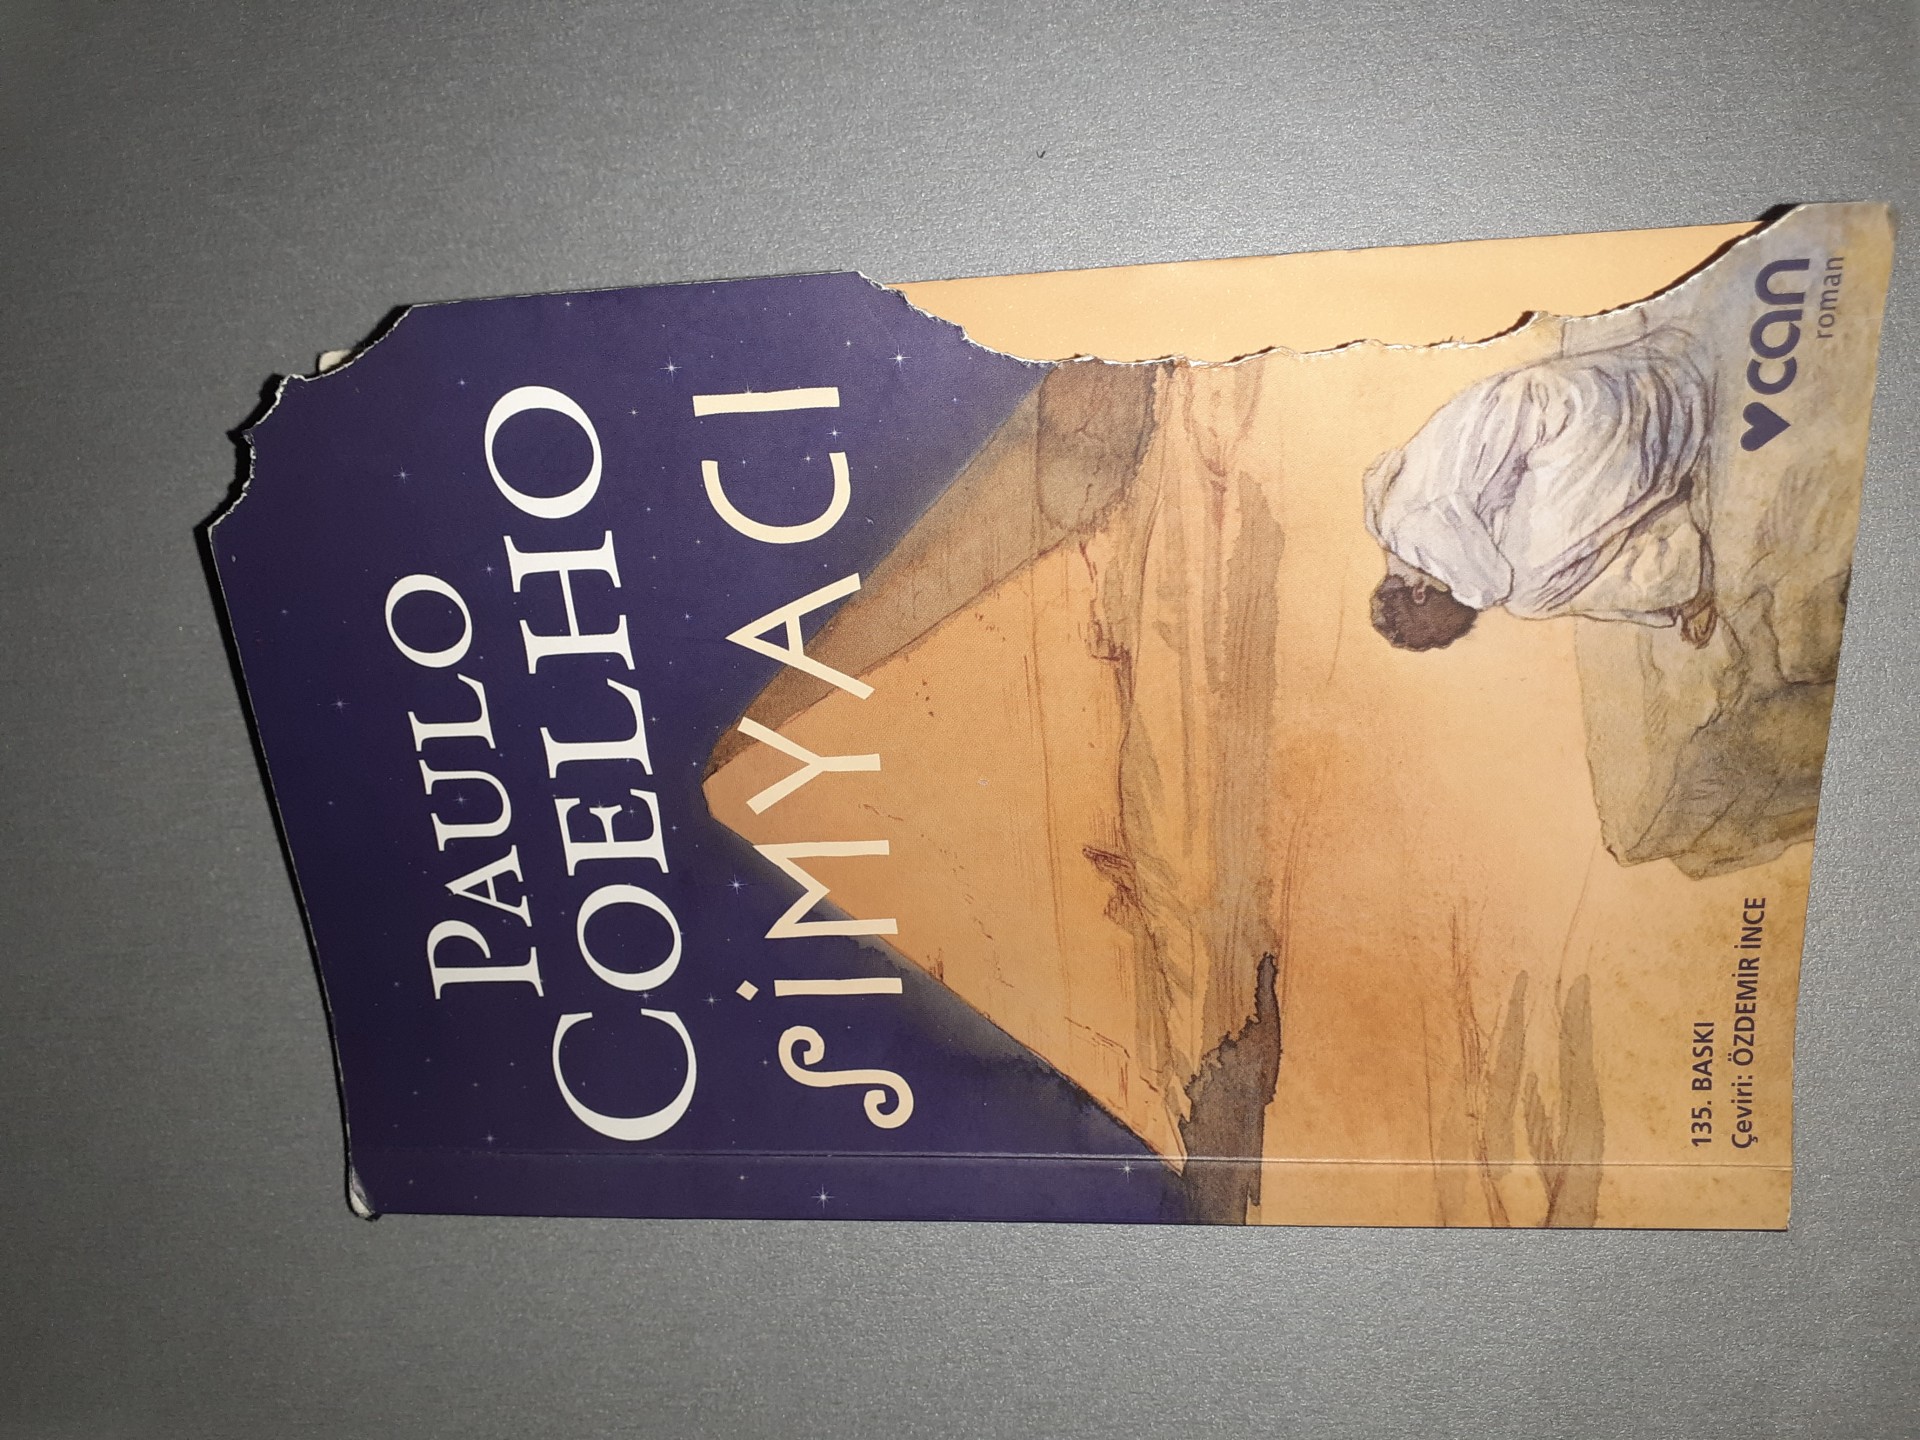 PAULO
COELHO
SİMYACI
135. BASKI
Çeviri: ÖZDEMİR İNCE
can
roman